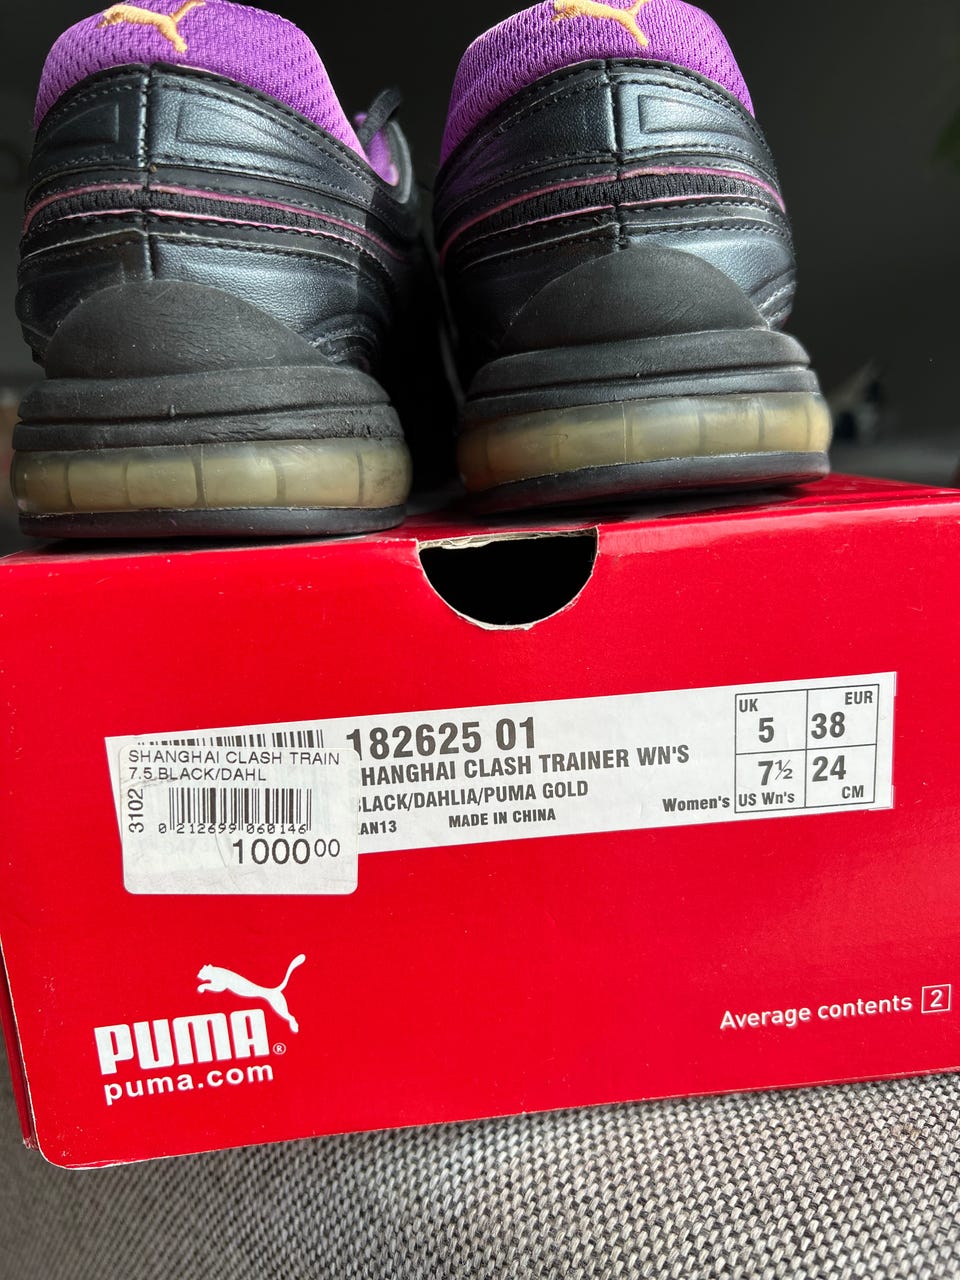 182625 01
SHANGHAI CLASH TRAIN
7.5 BLACK/DAHL
3102
0 212699 060146
1000 00
HANGHAI CLASH TRAINER WN'S
LACK/DAHLIA/PUMA GOLD
AN13 MADE IN CHINA
Women's
UK 5
EUR 38
7½ US Wn's
24 CM
PUMA®
puma.com
Average contents 2